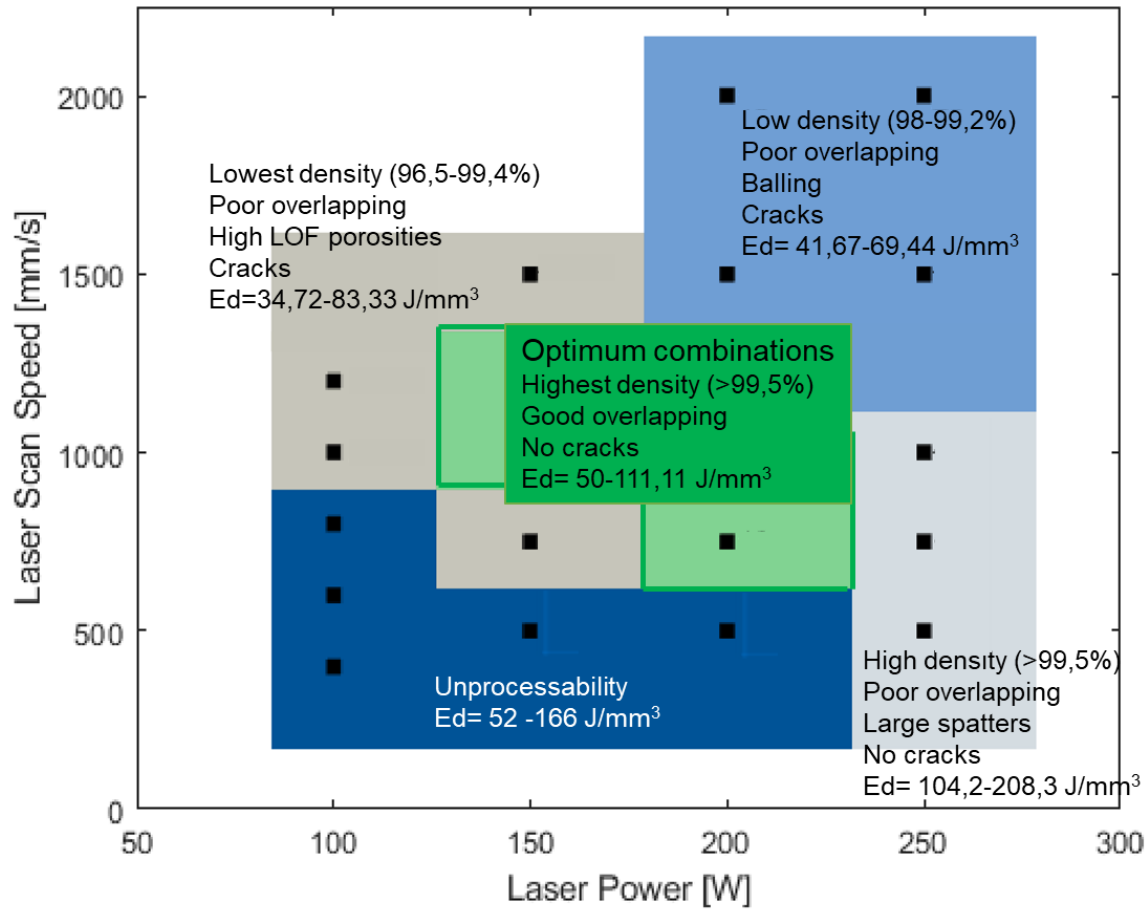 2000
1500
1000
500
0
50
100
150
200
250
300
Laser Scan Speed [mm/s]
Laser Power [W]
Lowest density (96,5-99,4%)
Poor overlapping
High LOF porosities
Cracks
Ed=34,72-83,33 J/mm³
Low density (98-99,2%)
Poor overlapping
Balling
Cracks
Ed= 41,67-69,44 J/mm³
Optimum combinations
Highest density (>99,5%)
Good overlapping
No cracks
Ed= 50-111,11 J/mm³
Unprocessability
Ed= 52 -166 J/mm³
High density (>99,5%)
Poor overlapping
Large spatters
No cracks
Ed= 104,2-208,3 J/mm³